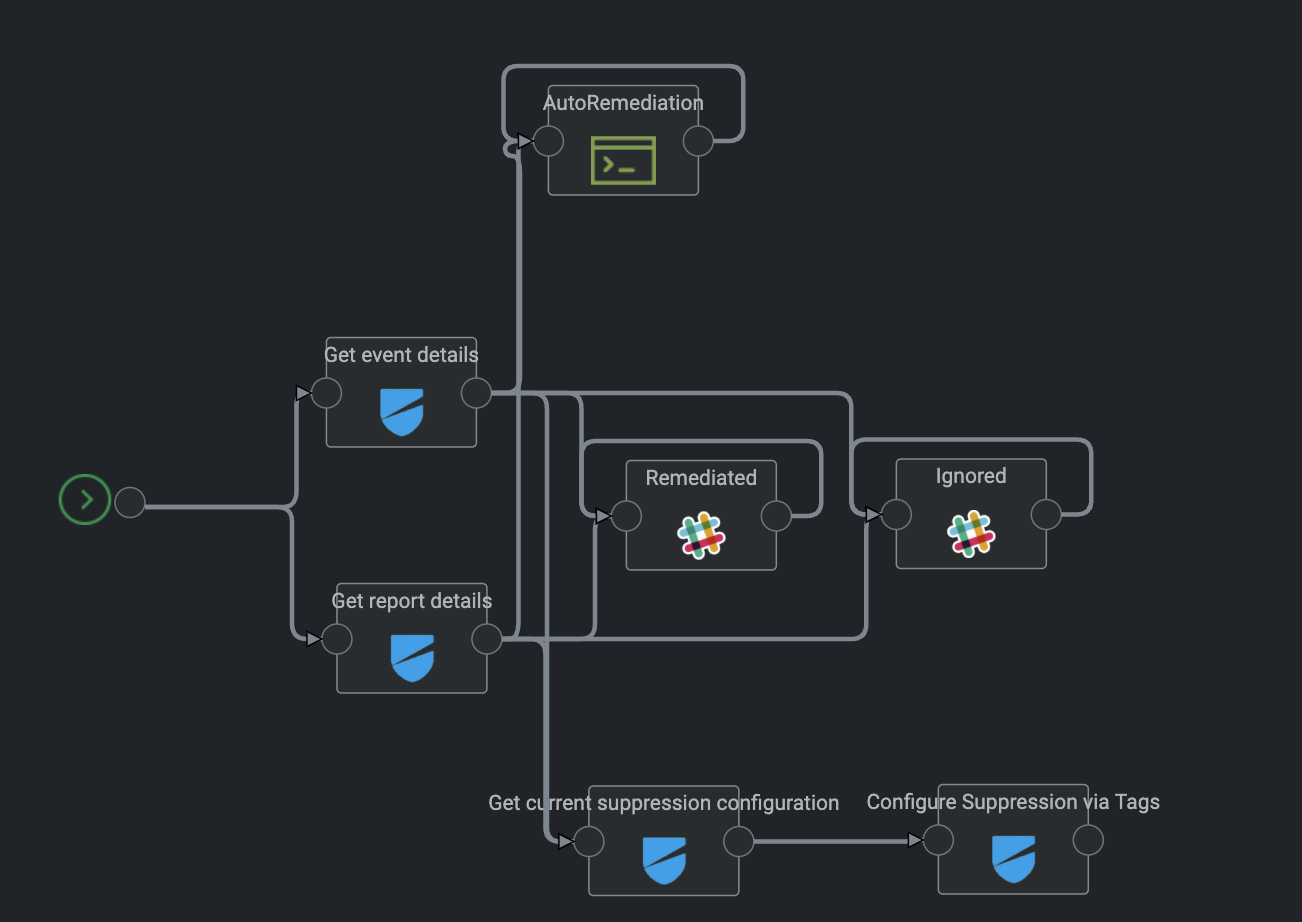 AutoRemediation
Get event details
Remediated
Ignored
Get report details
Get current suppression configuration
Configure Suppression via Tags